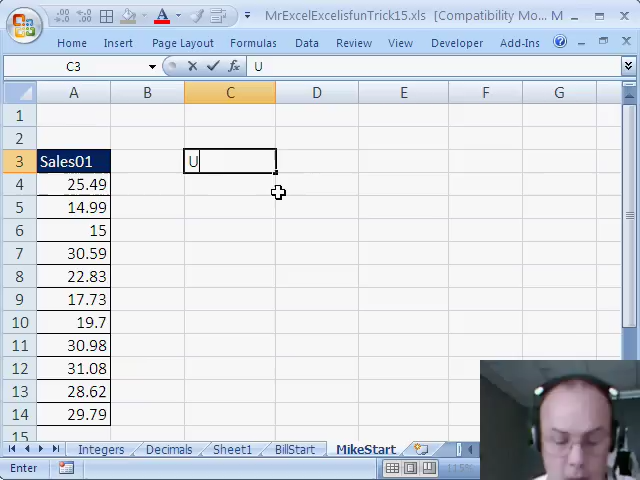 MrExcelExcelisfunTrick15.xls [Compatibility Mo... M
Home Insert Page Layout Formulas Data Review View Developer Add-Ins
C3 U
A B C D E F G
1
2
3 Sales01 U
4 25.49
5 14.99
6 15
7 30.59
8 22.83
9 17.73
10 19.7
11 30.98
12 31.08
13 28.62
14 29.79
15
Integers Decimals Sheet1 BillStart MikeStart
Enter 115%